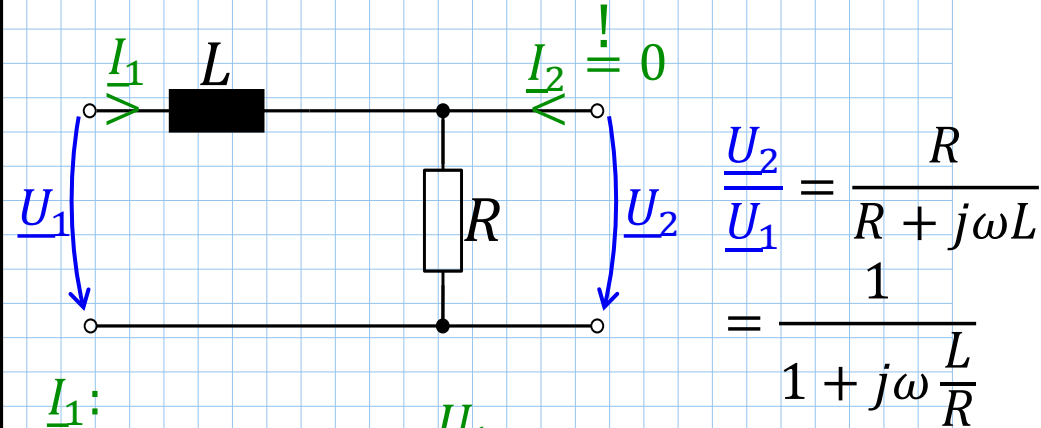 I₁ L I₂ =! 0
U₁ R U₂ U₂/U₁ = R/(R + jωL)
= 1/(1 + jω L/R)
I₁: